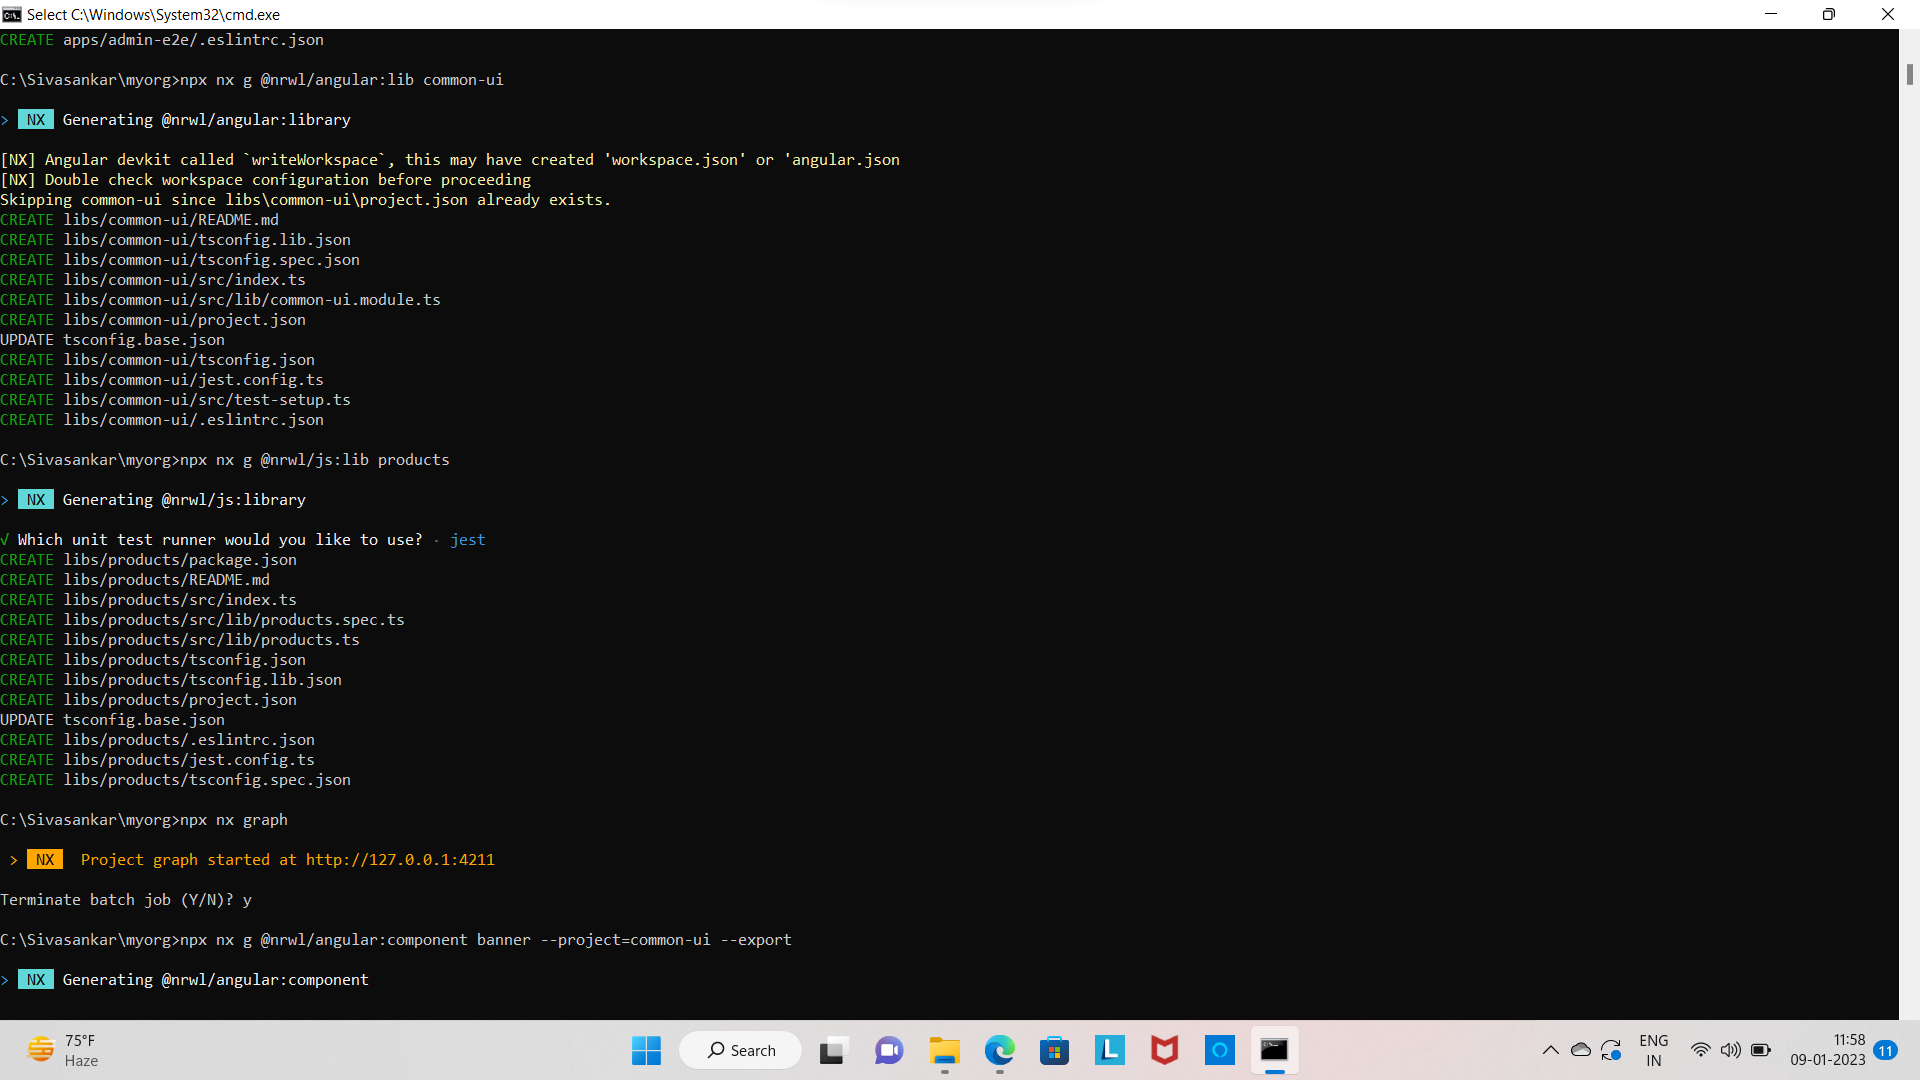 Select C:\Windows\System32\cmd.exe
CREATE apps/admin-e2e/.eslintrc.json
C:\Sivasankar\myorg>npx nx g @nrwl/angular:lib common-ui
> NX Generating @nrwl/angular:library
[NX] Angular devkit called `writeWorkspace`, this may have created 'workspace.json' or 'angular.json
[NX] Double check workspace configuration before proceeding
Skipping common-ui since libs\common-ui\project.json already exists.
CREATE libs/common-ui/README.md
CREATE libs/common-ui/tsconfig.lib.json
CREATE libs/common-ui/tsconfig.spec.json
CREATE libs/common-ui/src/index.ts
CREATE libs/common-ui/src/lib/common-ui.module.ts
CREATE libs/common-ui/project.json
UPDATE tsconfig.base.json
CREATE libs/common-ui/tsconfig.json
CREATE libs/common-ui/jest.config.ts
CREATE libs/common-ui/src/test-setup.ts
CREATE libs/common-ui/.eslintrc.json
C:\Sivasankar\myorg>npx nx g @nrwl/js:lib products
> NX Generating @nrwl/js:library
√ Which unit test runner would you like to use? · jest
CREATE libs/products/package.json
CREATE libs/products/README.md
CREATE libs/products/src/index.ts
CREATE libs/products/src/lib/products.spec.ts
CREATE libs/products/src/lib/products.ts
CREATE libs/products/tsconfig.json
CREATE libs/products/tsconfig.lib.json
CREATE libs/products/project.json
UPDATE tsconfig.base.json
CREATE libs/products/.eslintrc.json
CREATE libs/products/jest.config.ts
CREATE libs/products/tsconfig.spec.json
C:\Sivasankar\myorg>npx nx graph
> NX Project graph started at http://127.0.0.1:4211
Terminate batch job (Y/N)? y
C:\Sivasankar\myorg>npx nx g @nrwl/angular:component banner --project=common-ui --export
> NX Generating @nrwl/angular:component
75°F
Haze
Search
L
ENG
IN
11:58
09-01-2023
11